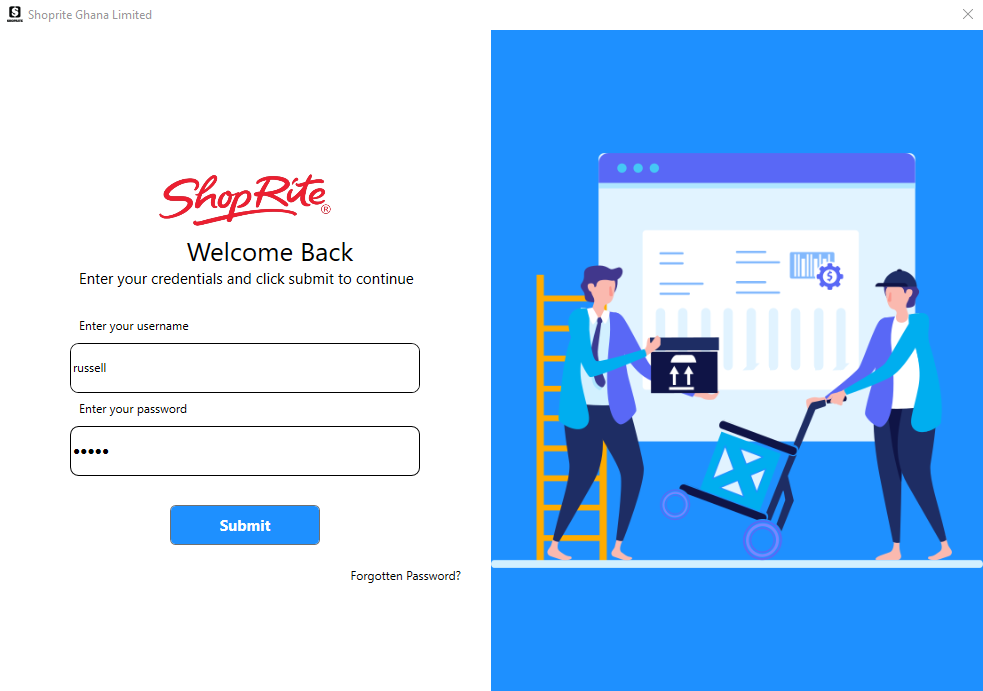 Shoprite Ghana Limited
ShopRite®
Welcome Back
Enter your credentials and click submit to continue
Enter your username
russell
Enter your password
•••••
Submit
Forgotten Password?